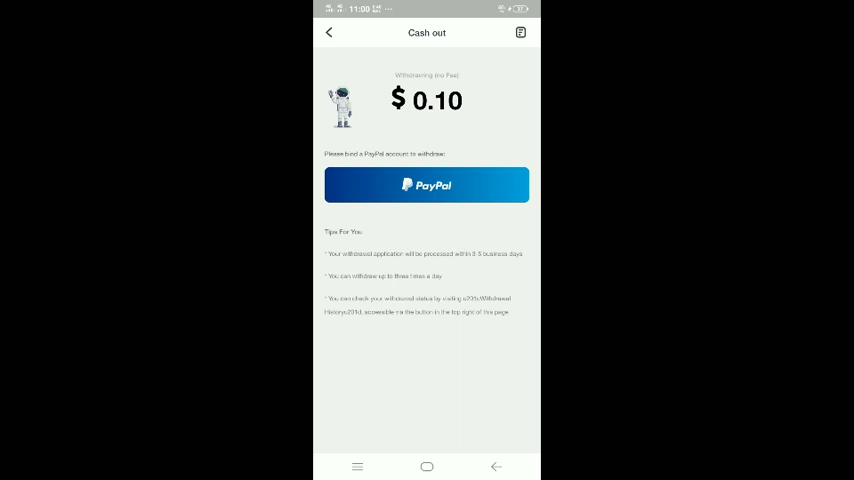 11:00
Cash out
Withdrawing (no Fee)
$ 0.10
Please bind a PayPal account to withdraw:
PayPal
Tips For You
* Your withdrawal application will be processed within 3-5 business days
* You can withdraw up to three times a day
* You can check your withdrawal status by visiting u201cWithdrawal
Historyu201d, accessible via the button in the top right of this page